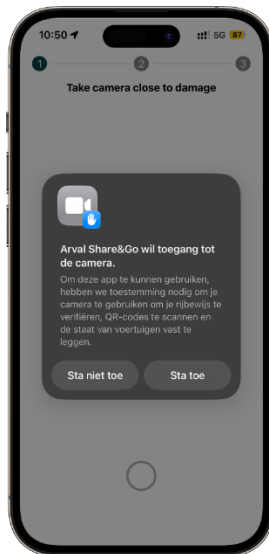 10:50 5G 87
1 2 3
Take camera close to damage
Arval Share&Go wil toegang tot
de camera.
Om deze app te kunnen gebruiken,
hebben we toestemming nodig om je
camera te gebruiken om je rijbewijs te
verifiëren, QR-codes te scannen en
de staat van voertuigen vast te
leggen.
Sta niet toe Sta toe